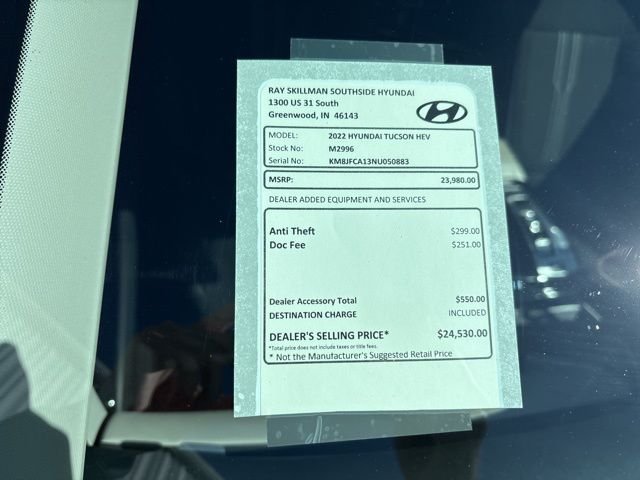 RAY SKILLMAN SOUTHSIDE HYUNDAI
1300 US 31 South
Greenwood, IN 46143
MODEL: 2022 HYUNDAI TUCSON HEV
Stock No: M2996
Serial No: KM8JFCA13NU050883
MSRP: 23,980.00
DEALER ADDED EQUIPMENT AND SERVICES
Anti Theft $299.00
Doc Fee $251.00
Dealer Accessory Total $550.00
DESTINATION CHARGE INCLUDED
DEALER'S SELLING PRICE* $24,530.00
*Total price does not include taxes or title fees.
* Not the Manufacturer's Suggested Retail Price